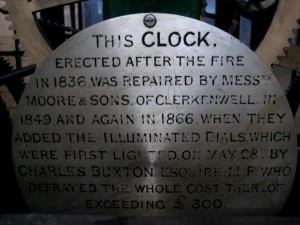 THIS CLOCK.
ERECTED AFTER THE FIRE
IN 1836, WAS REPAIRED BY MESSRS
MOORE & SONS, OF CLERKENWELL, IN
1849 AND AGAIN IN 1866, WHEN THEY
ADDED THE ILLUMINATED DIALS, WHICH
WERE FIRST LIGHTED, ON MAY 28TH BY
CHARLES BUXTON ESQUIRE M.P. WHO
DEFRAYED THE WHOLE COST THEREOF
EXCEEDING £300.